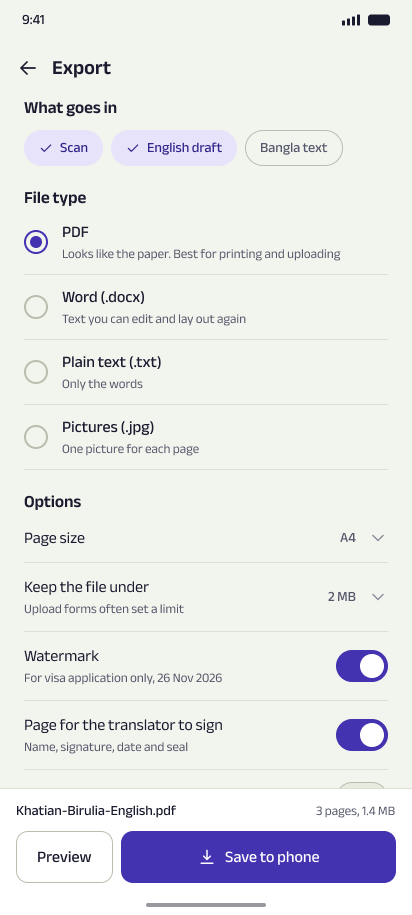 9:41
Export
What goes in
Scan
English draft
Bangla text
File type
PDF
Looks like the paper. Best for printing and uploading
Word (.docx)
Text you can edit and lay out again
Plain text (.txt)
Only the words
Pictures (.jpg)
One picture for each page
Options
Page size
A4
Keep the file under
Upload forms often set a limit
2 MB
Watermark
For visa application only, 26 Nov 2026
Page for the translator to sign
Name, signature, date and seal
Khatian-Birulia-English.pdf
3 pages, 1.4 MB
Preview
Save to phone